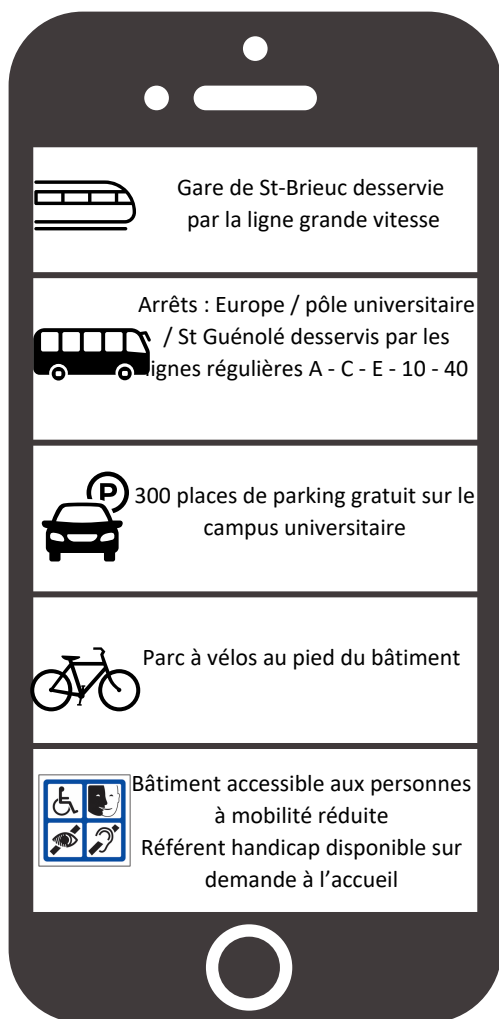 Gare de St-Brieuc desservie
par la ligne grande vitesse
Arrêts : Europe / pôle universitaire
/ St Guénolé desservis par les
lignes régulières A - C - E - 10 - 40
P
300 places de parking gratuit sur le
campus universitaire
Parc à vélos au pied du bâtiment
Bâtiment accessible aux personnes
à mobilité réduite
Référent handicap disponible sur
demande à l’accueil